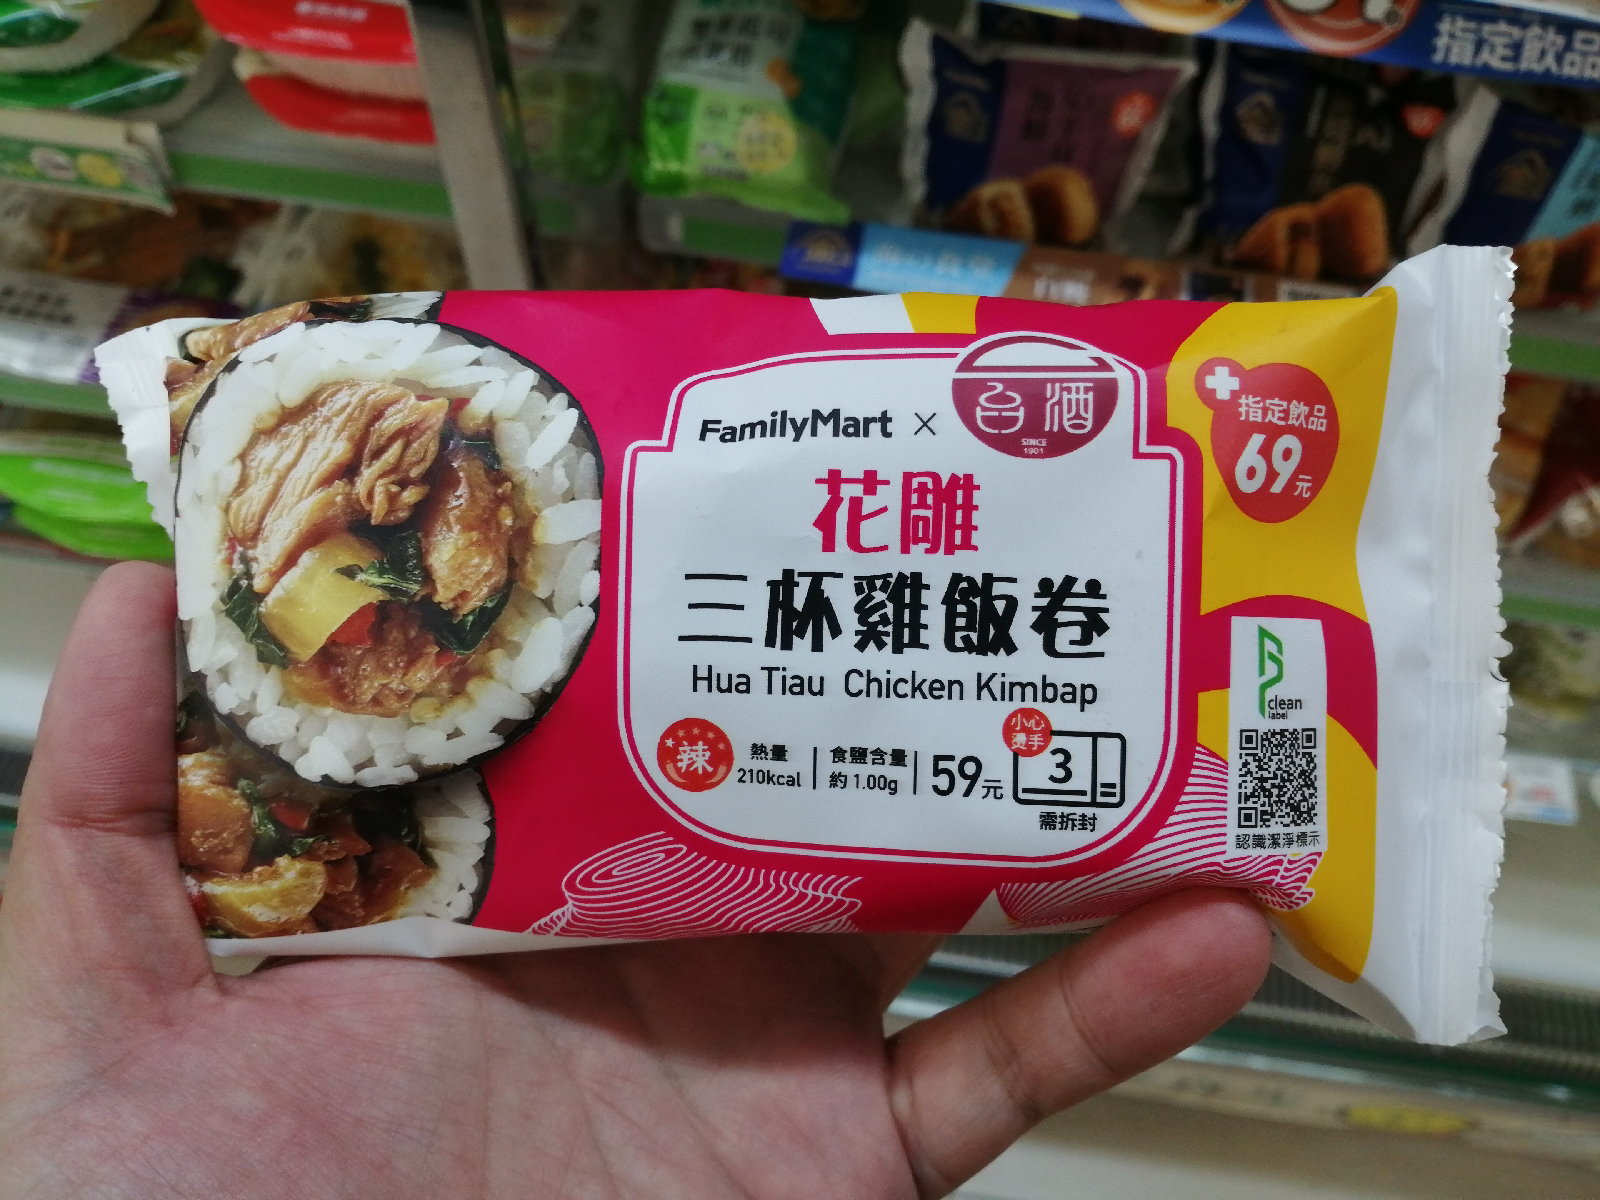 指定飲品
FamilyMart × 台酒
SINCE
1901
花雕
三杯雞飯卷
Hua Tiau Chicken Kimbap
辣
熱量
210kcal
食鹽含量
約 1.00g
59元
小心
燙手
3
需拆封
+
指定飲品
69元
clean
label
認識潔淨標示